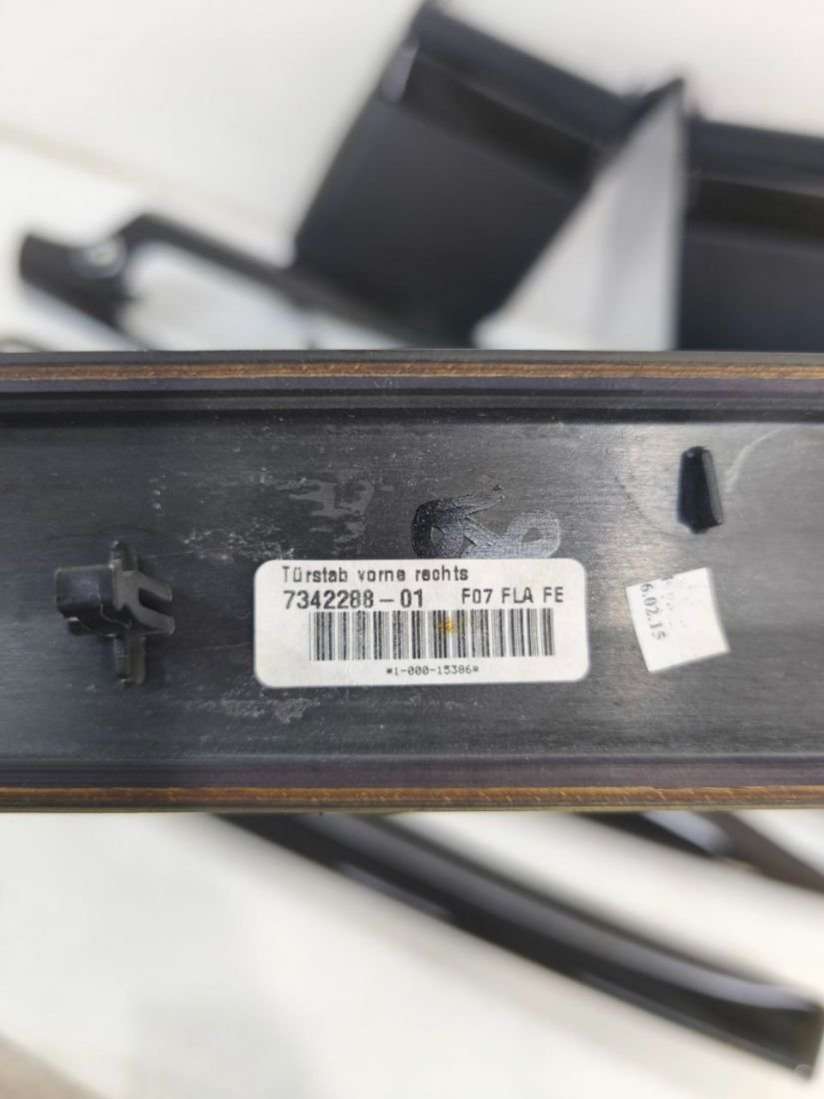 Türstab vorne rechts
7342288-01 F07 FLA FE
*1-000-15386*
6.02.15